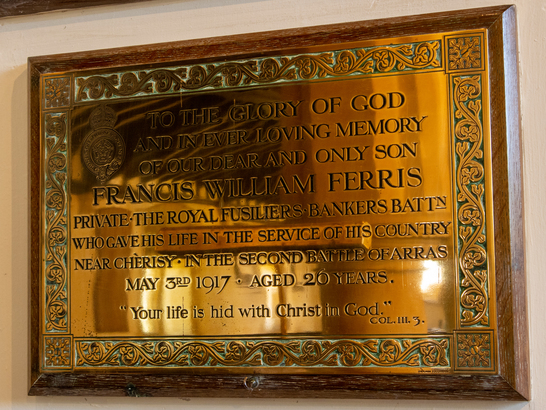 TO THE GLORY OF GOD
AND IN EVER LOVING MEMORY
OF OUR DEAR AND ONLY SON
FRANCIS WILLIAM FERRIS
PRIVATE·THE ROYAL FUSILIERS·BANKERS BATTN
WHO GAVE HIS LIFE IN THE SERVICE OF HIS COUNTRY
NEAR CHÈRISY·IN THE SECOND BATTLE OF ARRAS
MAY 3RD 1917· AGED 26 YEARS.
"Your life is hid with Christ in God."
COL. III. 3.